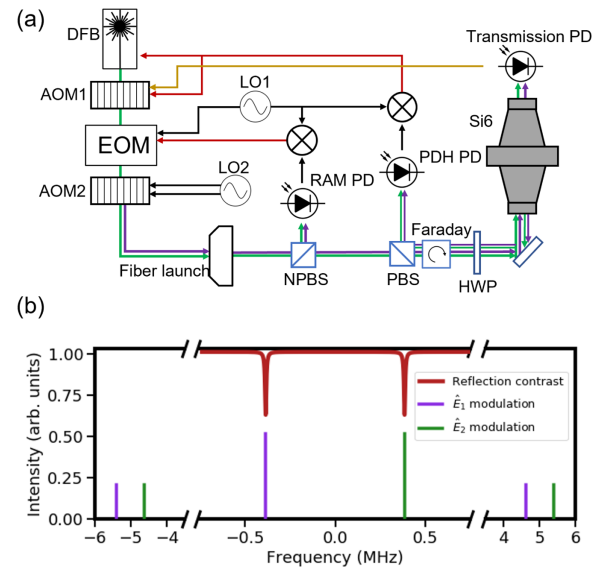 (a)
DFB
Transmission PD
AOM1
LO1
Si6
EOM
PDH PD
LO2
RAM PD
AOM2
Faraday
Fiber launch
NPBS
PBS
HWP
(b)
Intensity (arb. units)
1.00
0.75
0.50
0.25
0.00
Reflection contrast
Ê₁ modulation
Ê₂ modulation
−6 −5 −4 −0.5 0.0 0.5 4 5 6
Frequency (MHz)